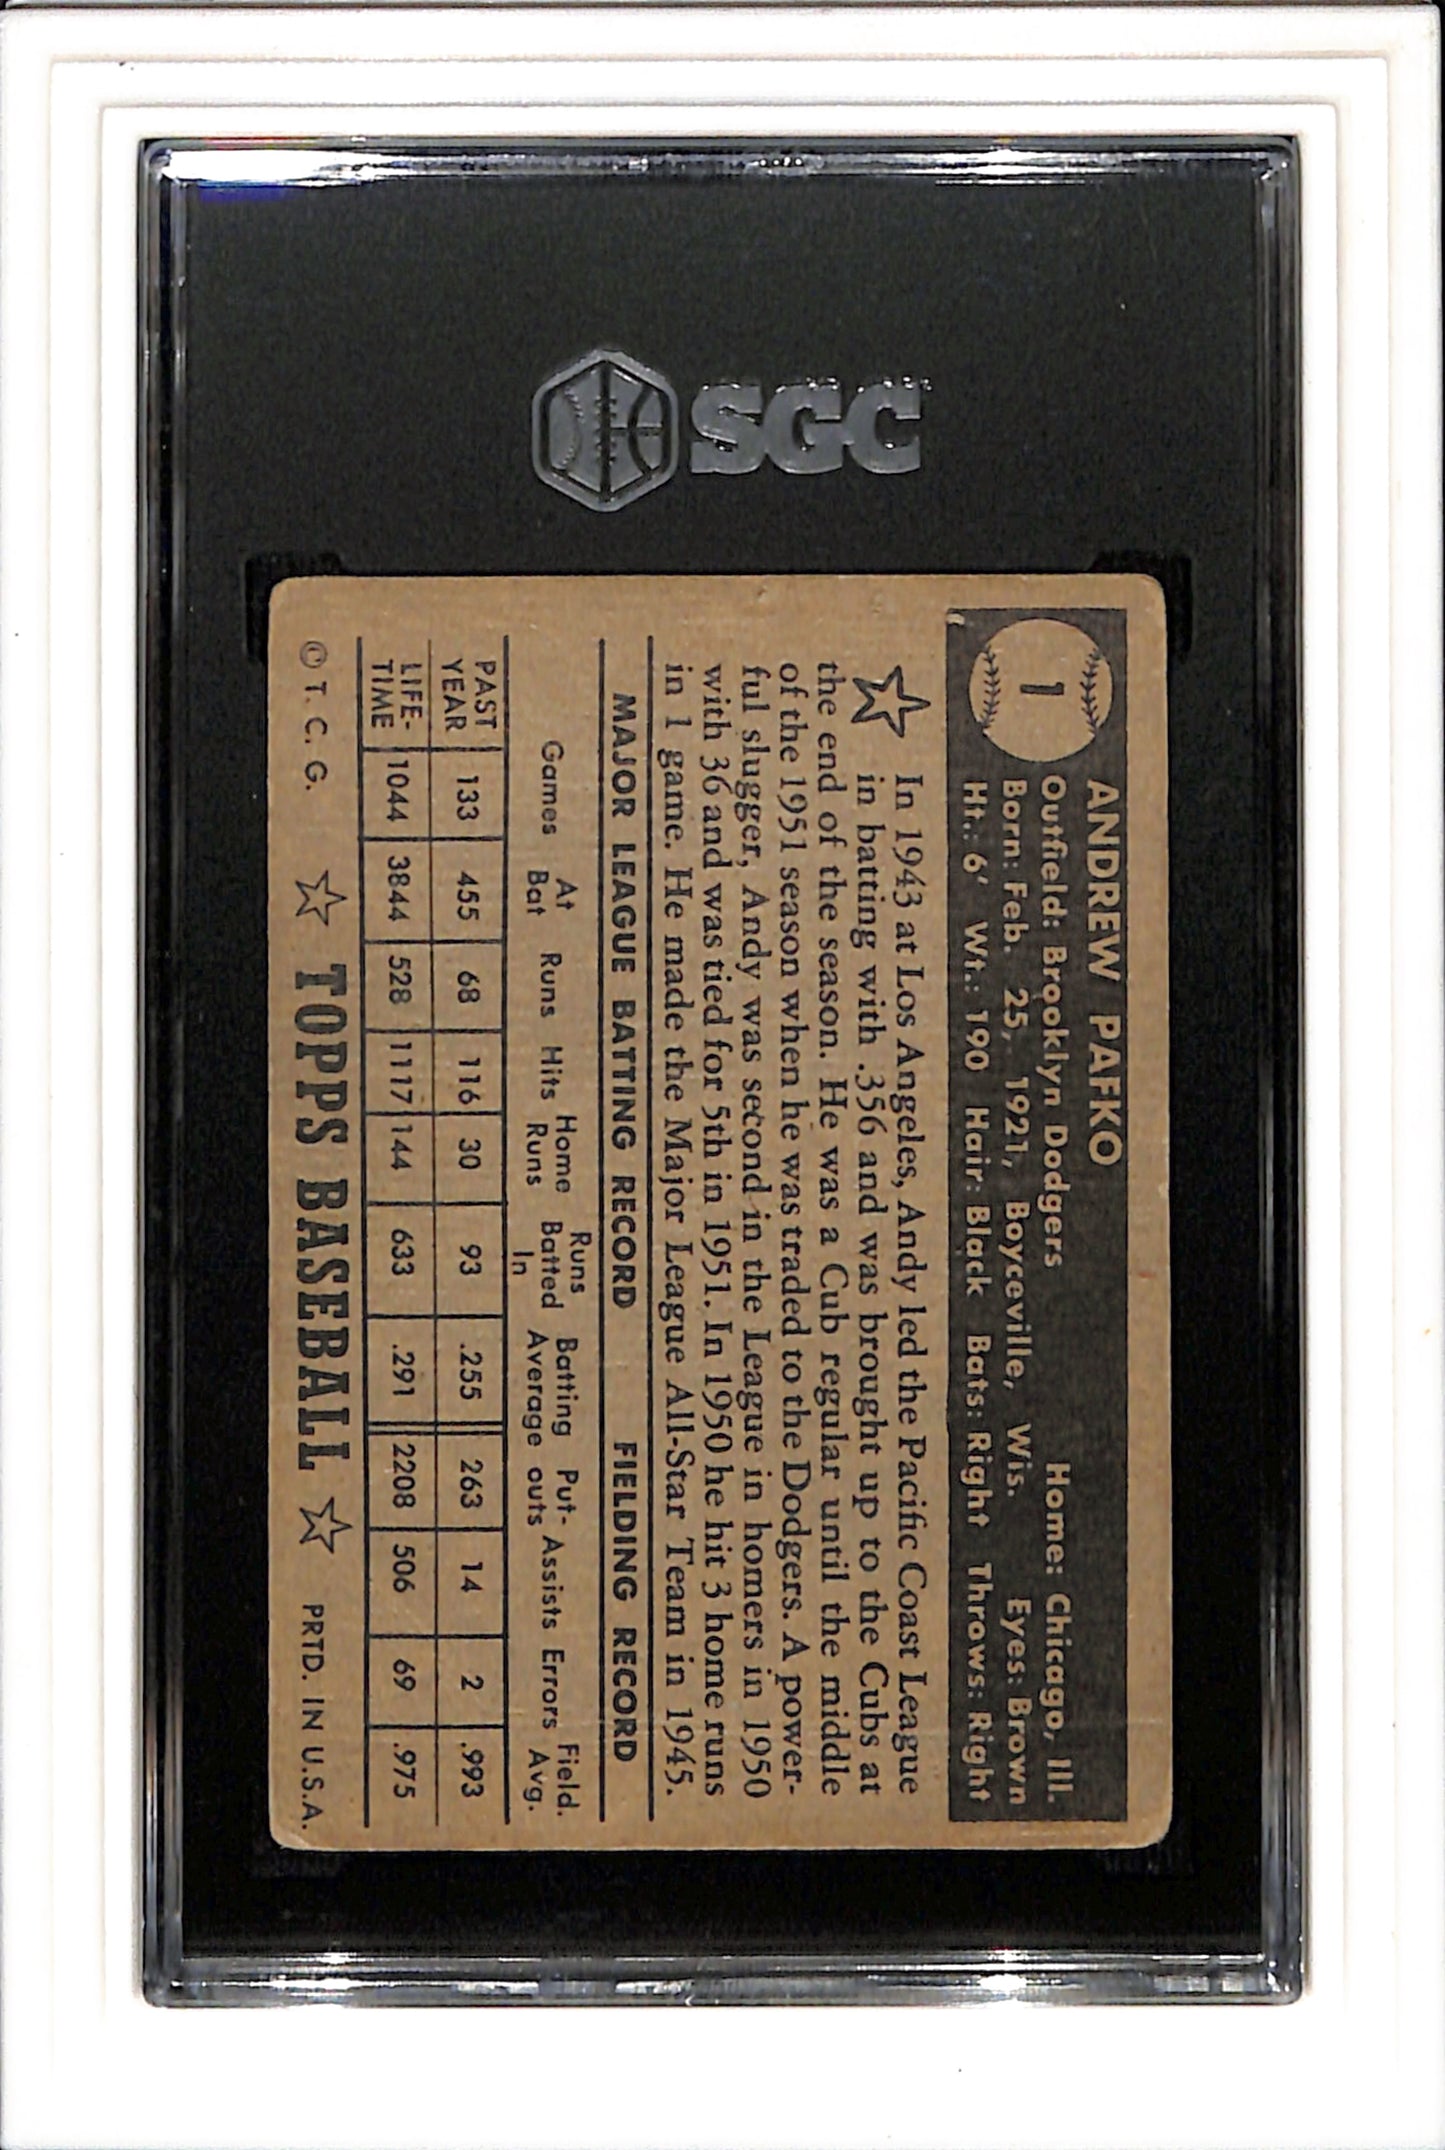 SGC
1
ANDREW PAFKO
Outfield: Brooklyn Dodgers Home: Chicago, Ill.
Born: Feb. 25, 1921, Boyceville, Wis. Eyes: Brown
Ht.: 6' Wt.: 190 Hair: Black Bats: Right Throws: Right
In 1943 at Los Angeles, Andy led the Pacific Coast League
in batting with .356 and was brought up to the Cubs at
the end of the season. He was a Cub regular until the middle
of the 1951 season when he was traded to the Dodgers. A power-
ful slugger, Andy was second in the League in homers in 1950
with 36 and was tied for 5th in 1951. In 1950 he hit 3 home runs
in 1 game. He made the Major League All-Star Team in 1945.
MAJOR LEAGUE BATTING RECORD FIELDING RECORD
Games At Bat Runs Hits Home Runs Runs Batted In Batting Average Put-outs Assists Errors Field. Avg.
PAST YEAR 133 455 68 116 30 93 .255 263 14 2 .993
LIFE-TIME 1044 3844 528 1117 144 633 .291 2208 506 69 .975
© T. C. G. TOPPS BASEBALL PRTD. IN U.S.A.